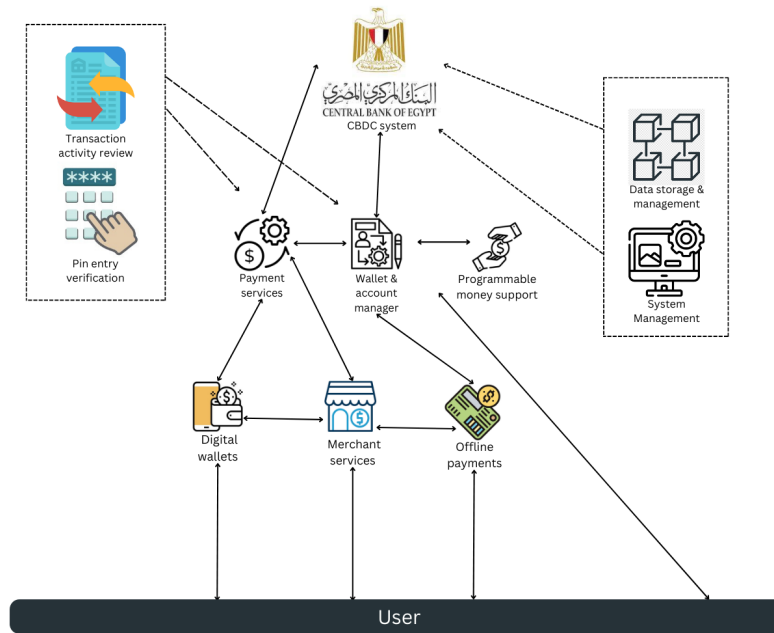 البنك المركزي المصري
CENTRAL BANK OF EGYPT
CBDC system
Transaction
activity review
****
Pin entry
verification
Data storage &
management
System
Management
$
Payment
services
Wallet &
account
manager
$
Programmable
money support
$
Digital
wallets
$
Merchant
services
$
Offline
payments
User